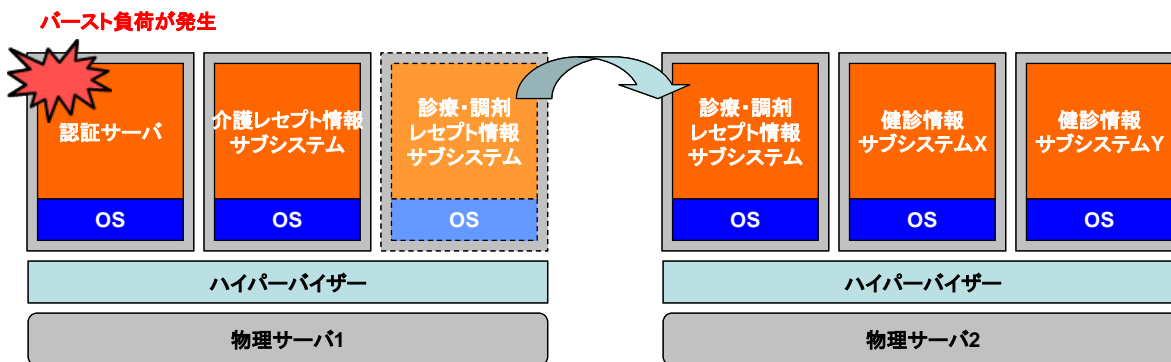 バースト負荷が発生
認証サーバ
OS
介護レセプト情報
サブシステム
OS
診療・調剤
レセプト情報
サブシステム
OS
ハイパーバイザー
物理サーバ1
診療・調剤
レセプト情報
サブシステム
OS
健診情報
サブシステムX
OS
健診情報
サブシステムY
OS
ハイパーバイザー
物理サーバ2